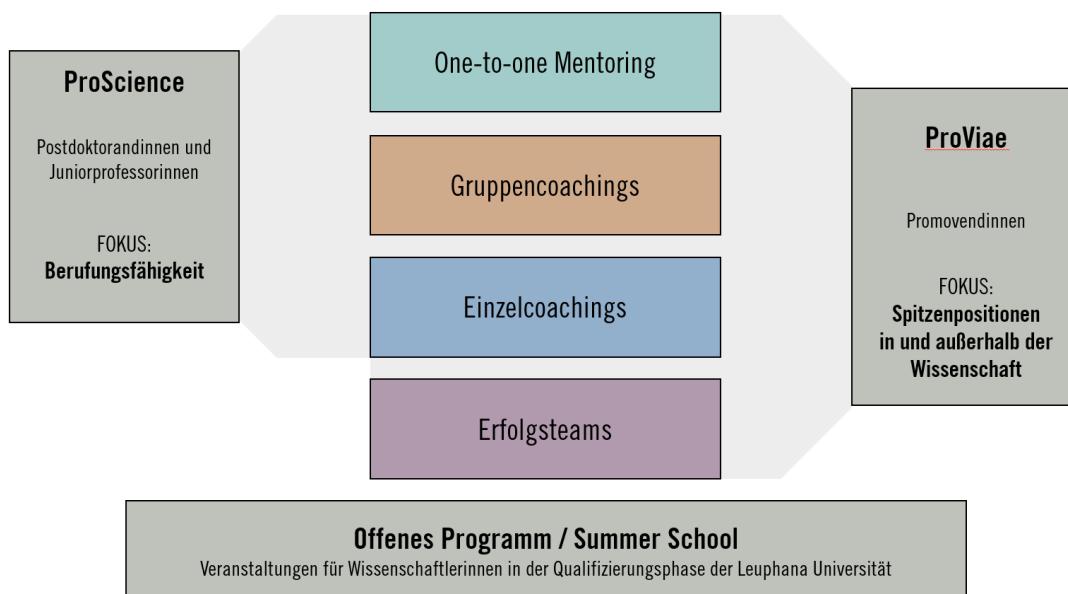 ProScience
Postdoktorandinnen und
Juniorprofessorinnen
FOKUS:
Berufungsfähigkeit
One-to-one Mentoring
Gruppencoachings
Einzelcoachings
Erfolgsteams
ProViae
Promovendinnen
FOKUS:
Spitzenpositionen
in und außerhalb der
Wissenschaft
Offenes Programm / Summer School
Veranstaltungen für Wissenschaftlerinnen in der Qualifizierungsphase der Leuphana Universität